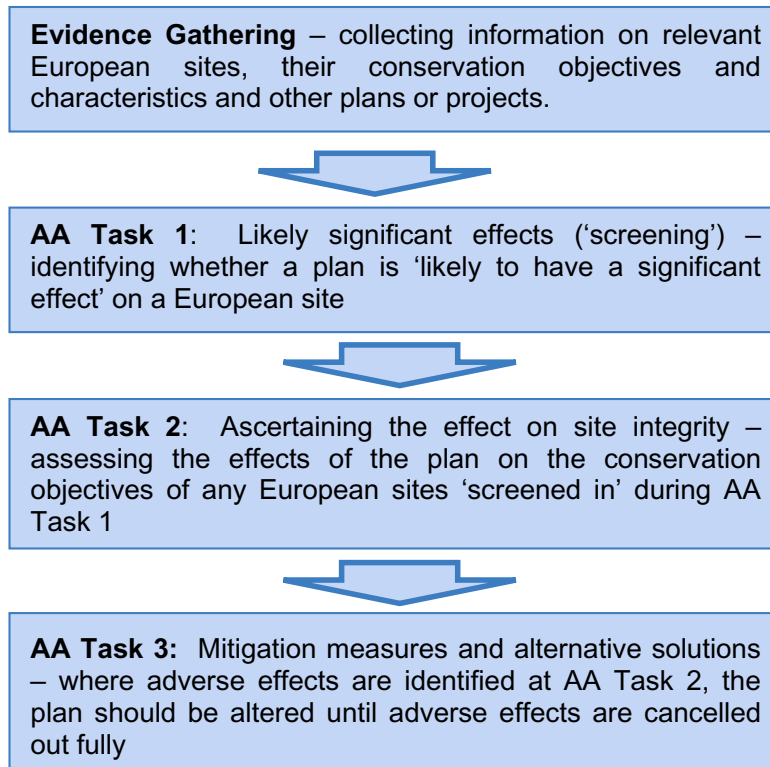 Evidence Gathering – collecting information on relevant
European sites, their conservation objectives and
characteristics and other plans or projects.
AA Task 1: Likely significant effects (‘screening’) –
identifying whether a plan is ‘likely to have a significant
effect’ on a European site
AA Task 2: Ascertaining the effect on site integrity –
assessing the effects of the plan on the conservation
objectives of any European sites ‘screened in’ during AA
Task 1
AA Task 3: Mitigation measures and alternative solutions
– where adverse effects are identified at AA Task 2, the
plan should be altered until adverse effects are cancelled
out fully